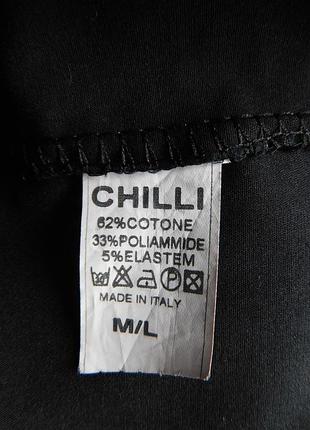 CHILLI
62%COTONE
33%POLIAMMIDE
5%ELASTEM
MADE IN ITALY
M/L